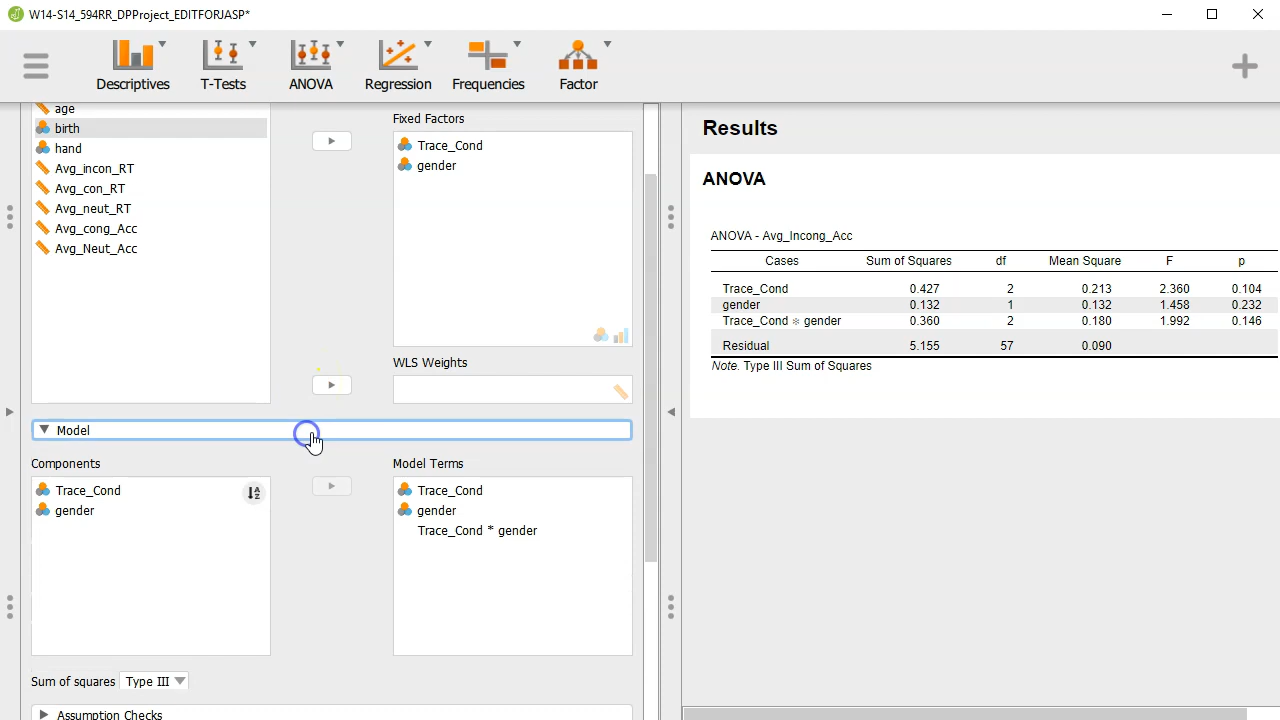 W14-S14_594RR_DPProject_EDITFORJASP*
Descriptives
T-Tests
ANOVA
Regression
Frequencies
Factor
age
birth
hand
Avg_incon_RT
Avg_con_RT
Avg_neut_RT
Avg_cong_Acc
Avg_Neut_Acc
Fixed Factors
Trace_Cond
gender
WLS Weights
Model
Components
Trace_Cond
gender
Model Terms
Trace_Cond
gender
Trace_Cond * gender
Sum of squares Type III
Assumption Checks
Results
ANOVA
ANOVA - Avg_Incong_Acc
Cases Sum of Squares df Mean Square F p
Trace_Cond 0.427 2 0.213 2.360 0.104
gender 0.132 1 0.132 1.458 0.232
Trace_Cond * gender 0.360 2 0.180 1.992 0.146
Residual 5.155 57 0.090
Note. Type III Sum of Squares